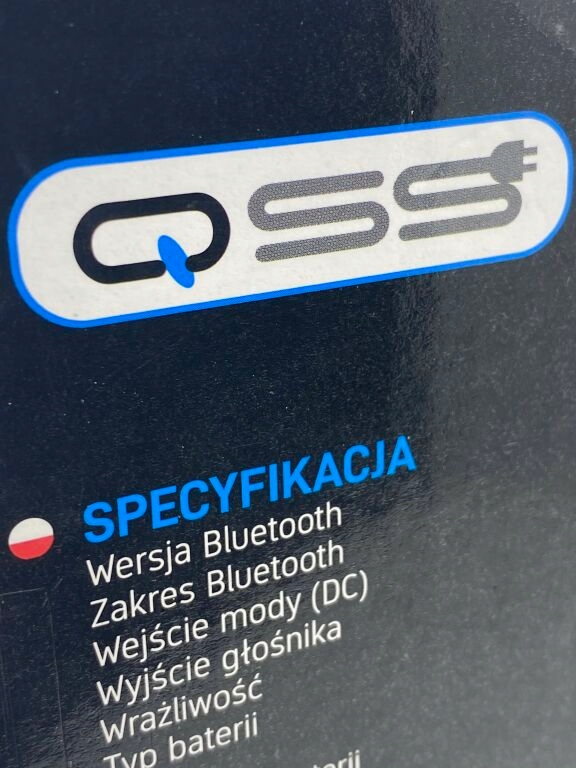 QSS
SPECYFIKACJA
Wersja Bluetooth
Zakres Bluetooth
Wejście mody (DC)
Wyjście głośnika
Wrażliwość
Typ baterii